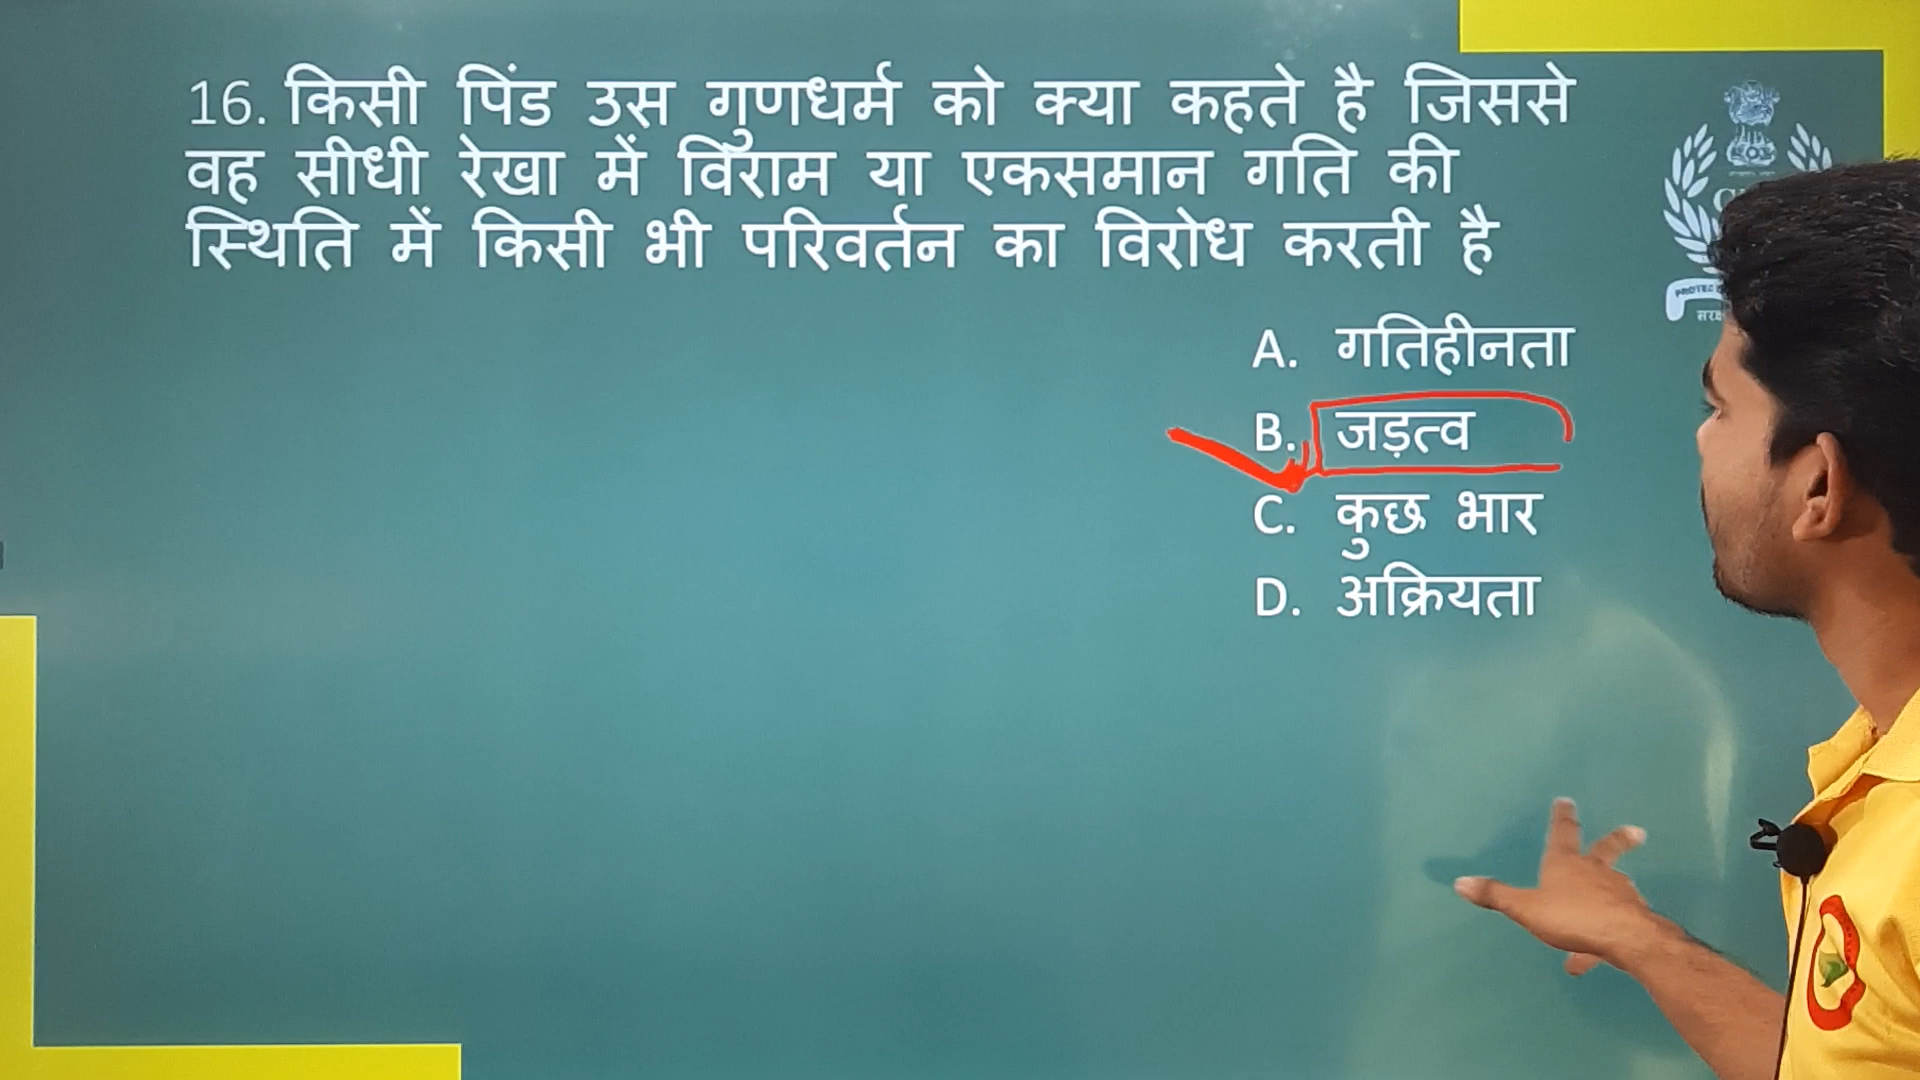 16. किसी पिंड उस गुणधर्म को क्या कहते है जिससे
वह सीधी रेखा में विराम या एकसमान गति की
स्थिति में किसी भी परिवर्तन का विरोध करती है
A. गतिहीनता
B. जड़त्व
C. कुछ भार
D. अक्रियता